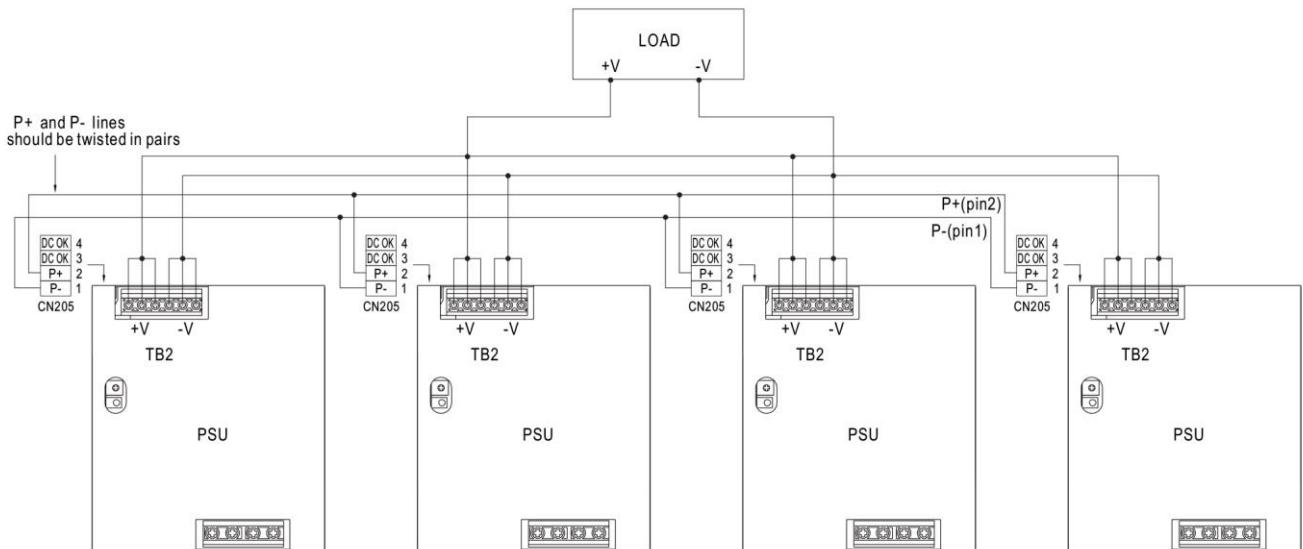 LOAD
+V -V
P+ and P- lines
should be twisted in pairs
P+(pin2)
P-(pin1)
DC OK 4
DC OK 3
P+ 2
P- 1
CN205
DC OK 4
DC OK 3
P+ 2
P- 1
CN205
DC OK 4
DC OK 3
P+ 2
P- 1
CN205
DC OK 4
DC OK 3
P+ 2
P- 1
CN205
+V -V
TB2
PSU
+V -V
TB2
PSU
+V -V
TB2
PSU
+V -V
TB2
PSU